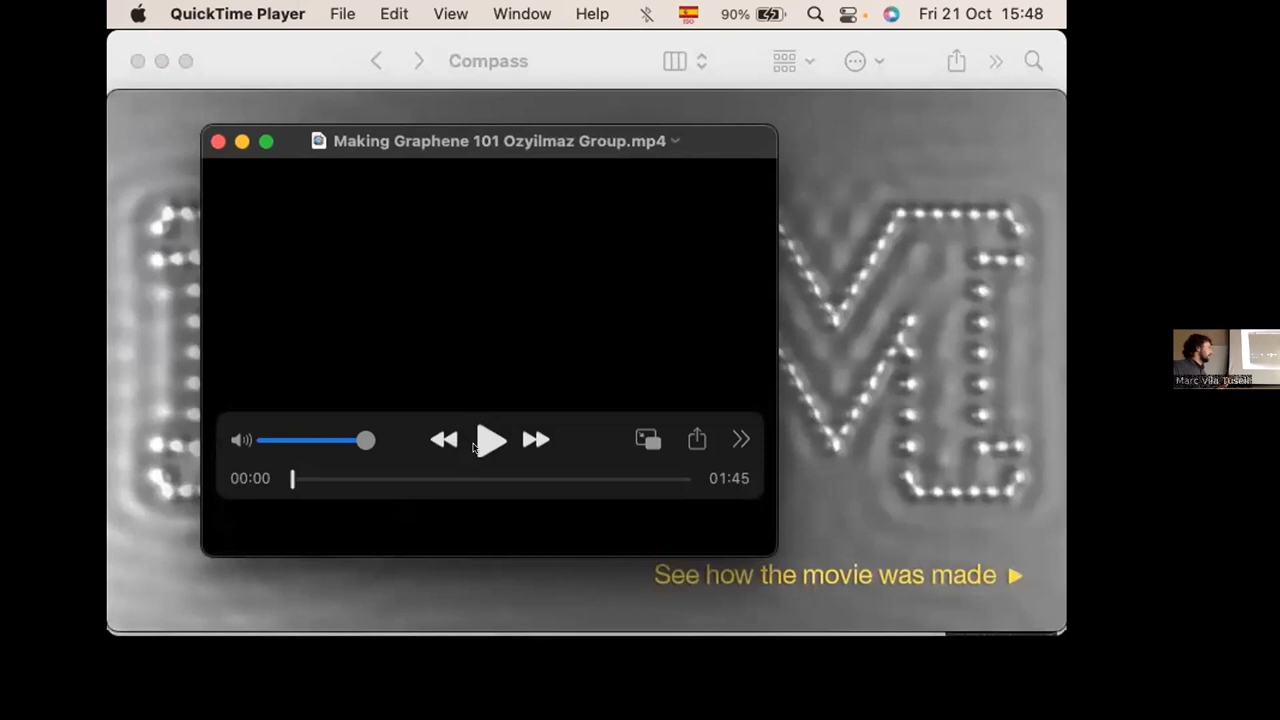 QuickTime Player File Edit View Window Help ISO 90% Fri 21 Oct 15:48
Compass
Making Graphene 101 Ozyilmaz Group.mp4
00:00 01:45
See how the movie was made
Marc Vila Tusell